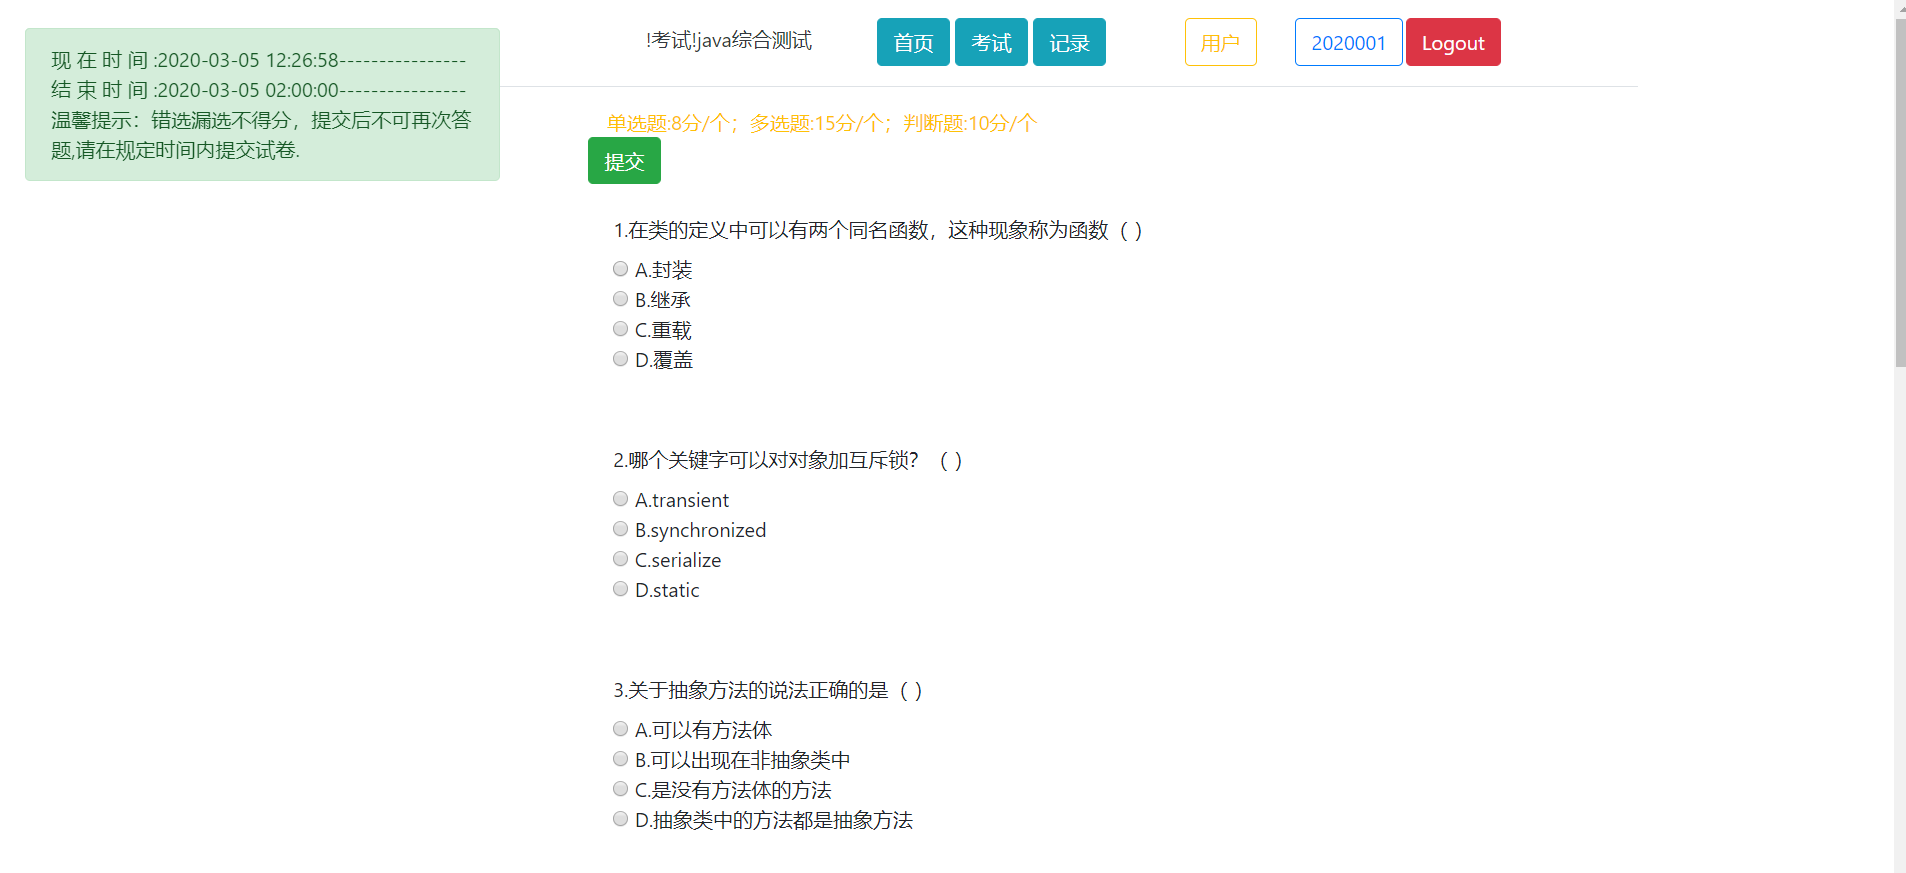 现 在 时 间 :2020-03-05 12:26:58----------------
结 束 时 间 :2020-03-05 02:00:00----------------
温馨提示：错选漏选不得分，提交后不可再次答
题,请在规定时间内提交试卷.
!考试!java综合测试
首页 考试 记录 用户 2020001 Logout
单选题:8分/个；多选题:15分/个；判断题:10分/个
提交
1.在类的定义中可以有两个同名函数，这种现象称为函数（ ）
A.封装
B.继承
C.重载
D.覆盖
2.哪个关键字可以对对象加互斥锁？（ ）
A.transient
B.synchronized
C.serialize
D.static
3.关于抽象方法的说法正确的是（ ）
A.可以有方法体
B.可以出现在非抽象类中
C.是没有方法体的方法
D.抽象类中的方法都是抽象方法